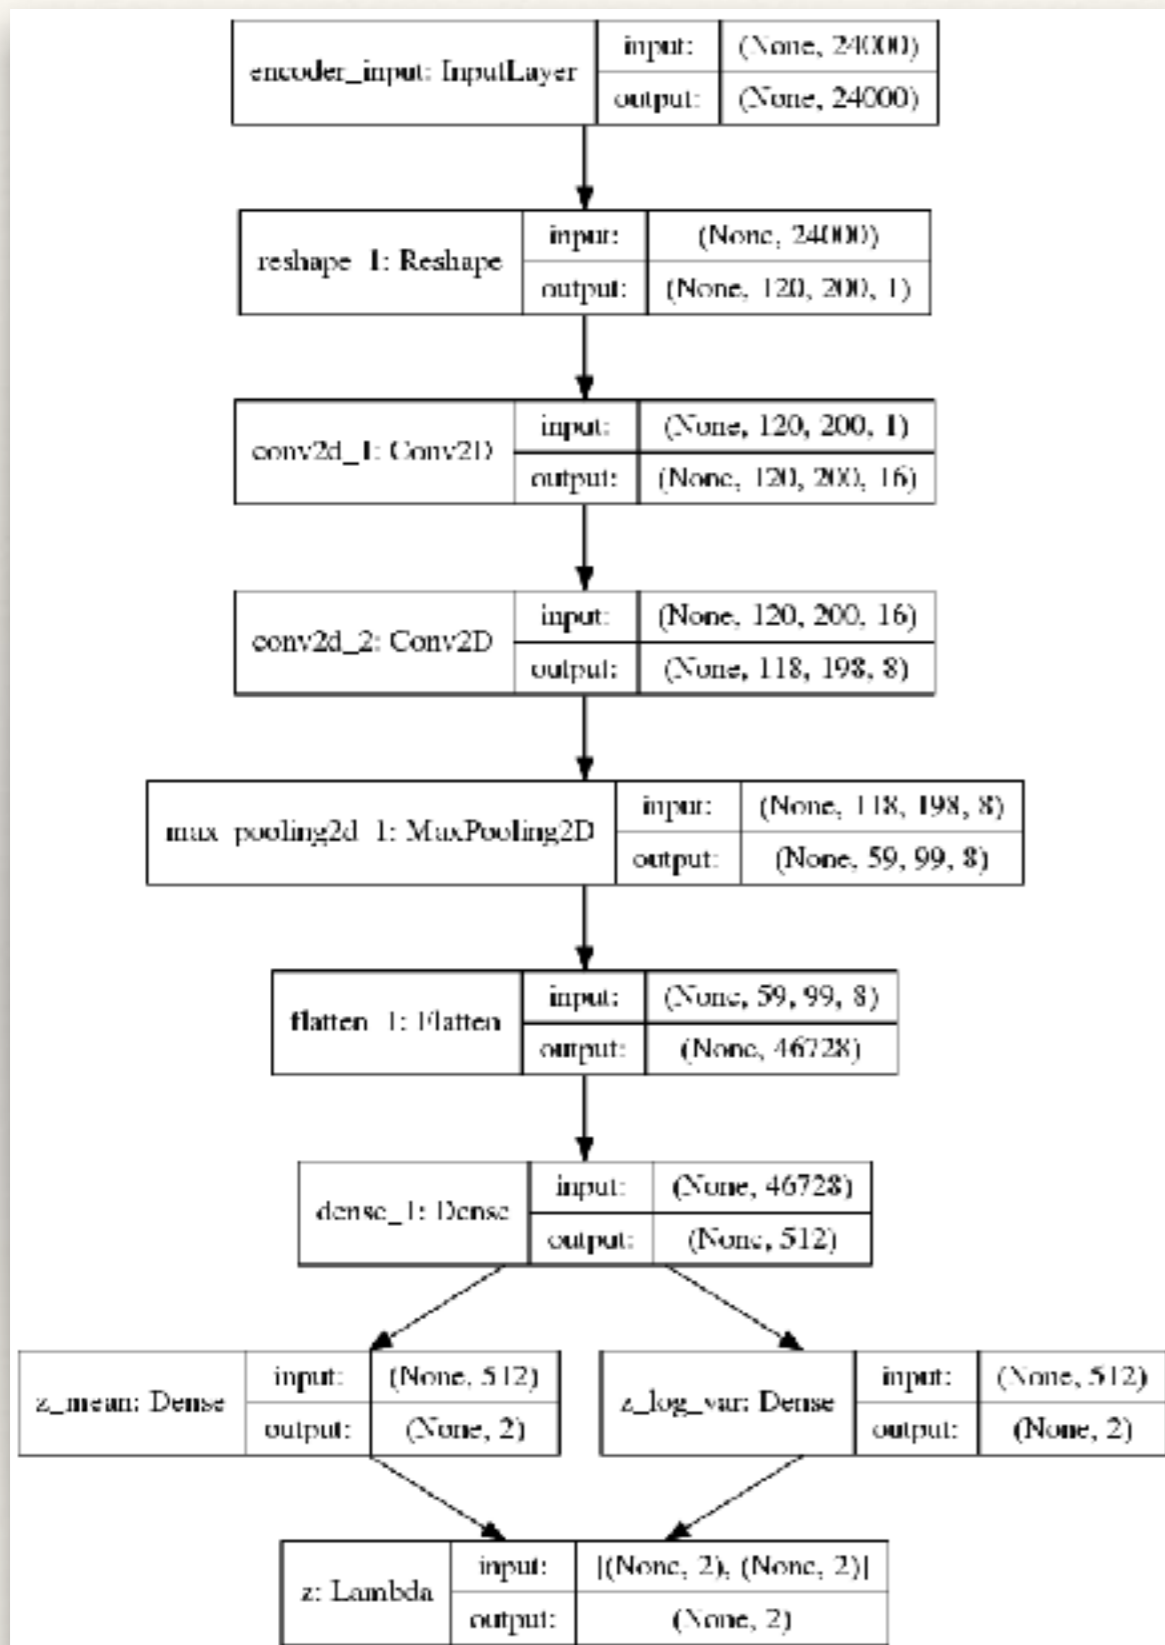 encoder_input: InputLayer
input: (None, 24000)
output: (None, 24000)
reshape_1: Reshape
input: (None, 24000)
output: (None, 120, 200, 1)
conv2d_1: Conv2D
input: (None, 120, 200, 1)
output: (None, 120, 200, 16)
conv2d_2: Conv2D
input: (None, 120, 200, 16)
output: (None, 118, 198, 8)
max_pooling2d_1: MaxPooling2D
input: (None, 118, 198, 8)
output: (None, 59, 99, 8)
flatten_1: Flatten
input: (None, 59, 99, 8)
output: (None, 46728)
dense_1: Dense
input: (None, 46728)
output: (None, 512)
z_mean: Dense
input: (None, 512)
output: (None, 2)
z_log_var: Dense
input: (None, 512)
output: (None, 2)
z: Lambda
input: [(None, 2), (None, 2)]
output: (None, 2)